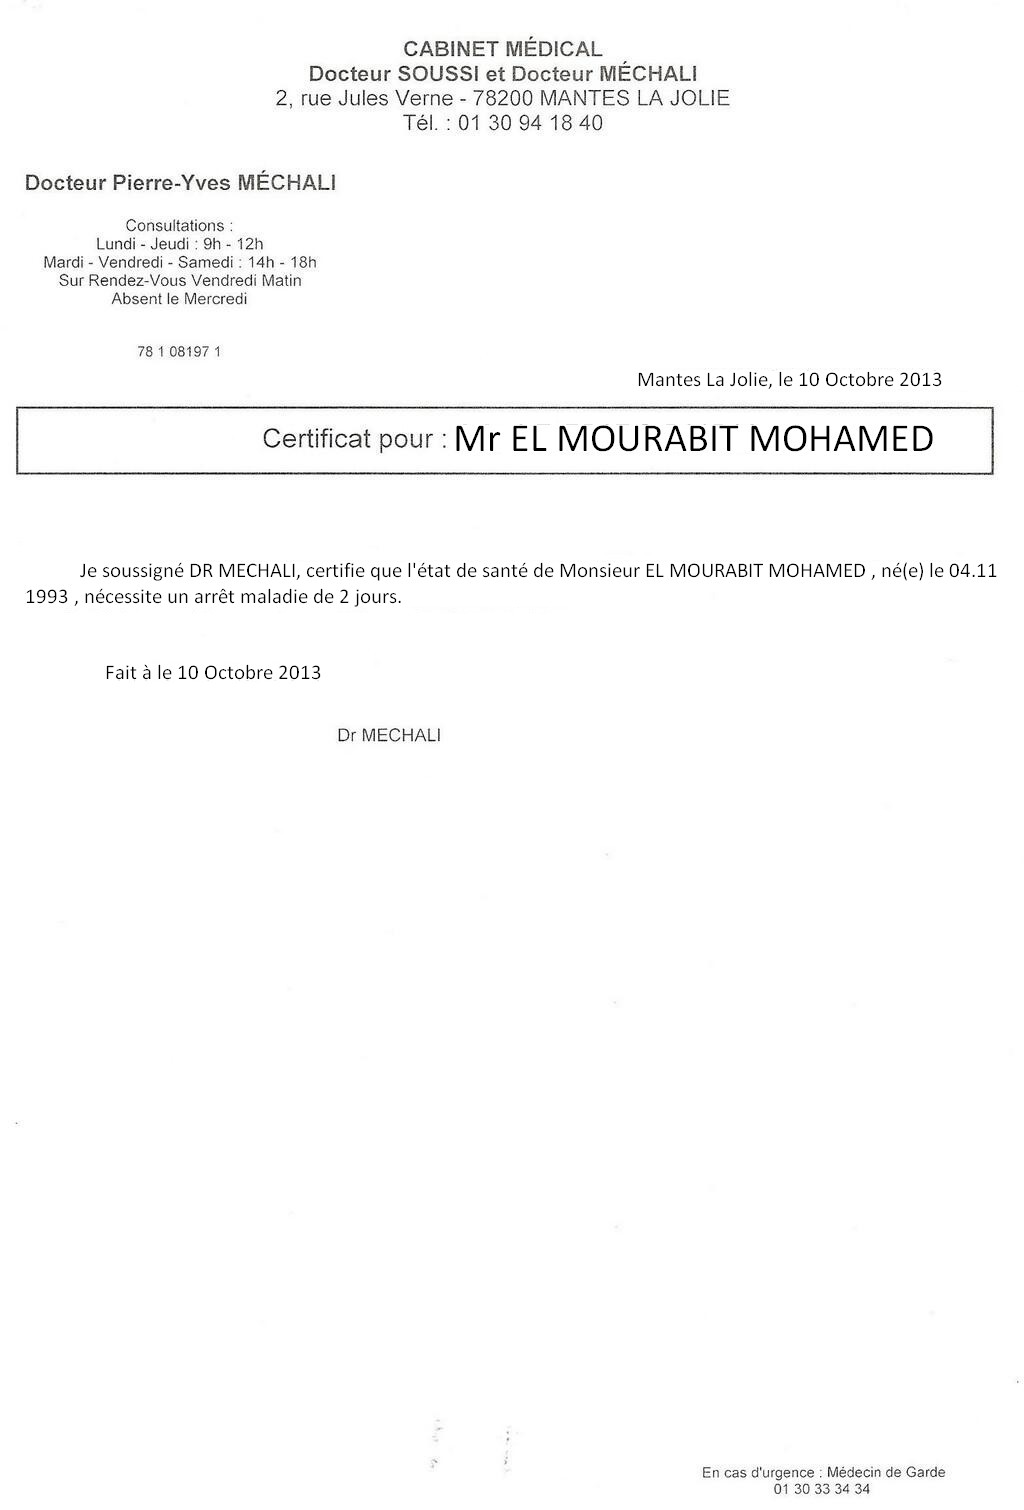 CABINET MÉDICAL
Docteur SOUSSI et Docteur MÉCHALI
2, rue Jules Verne - 78200 MANTES LA JOLIE
Tél. : 01 30 94 18 40
Docteur Pierre-Yves MÉCHALI
Consultations :
Lundi - Jeudi : 9h - 12h
Mardi - Vendredi - Samedi : 14h - 18h
Sur Rendez-Vous Vendredi Matin
Absent le Mercredi
78 1 08197 1
Mantes La Jolie, le 10 Octobre 2013
Certificat pour : Mr EL MOURABIT MOHAMED
Je soussigné DR MECHALI, certifie que l'état de santé de Monsieur EL MOURABIT MOHAMED , né(e) le 04.11
1993 , nécessite un arrêt maladie de 2 jours.
Fait à le 10 Octobre 2013
Dr MECHALI
En cas d'urgence : Médecin de Garde
01 30 33 34 34